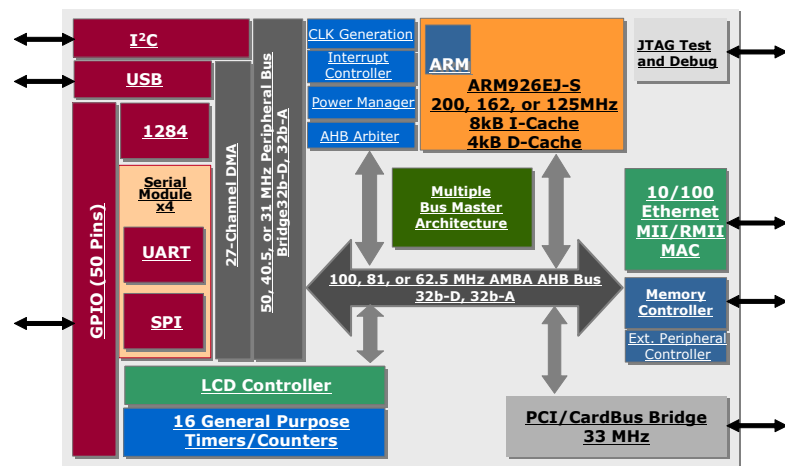 I²C
USB
1284
Serial
Module
x4
UART
SPI
GPIO (50 Pins)
27-Channel DMA
50, 40.5, or 31 MHz Peripheral Bus
Bridge32b-D, 32b-A
CLK Generation
Interrupt
Controller
Power Manager
AHB Arbiter
ARM
ARM926EJ-S
200, 162, or 125MHz
8kB I-Cache
4kB D-Cache
JTAG Test
and Debug
Multiple
Bus Master
Architecture
10/100
Ethernet
MII/RMII
MAC
100, 81, or 62.5 MHz AMBA AHB Bus
32b-D, 32b-A
Memory
Controller
Ext. Peripheral
Controller
LCD Controller
16 General Purpose
Timers/Counters
PCI/CardBus Bridge
33 MHz